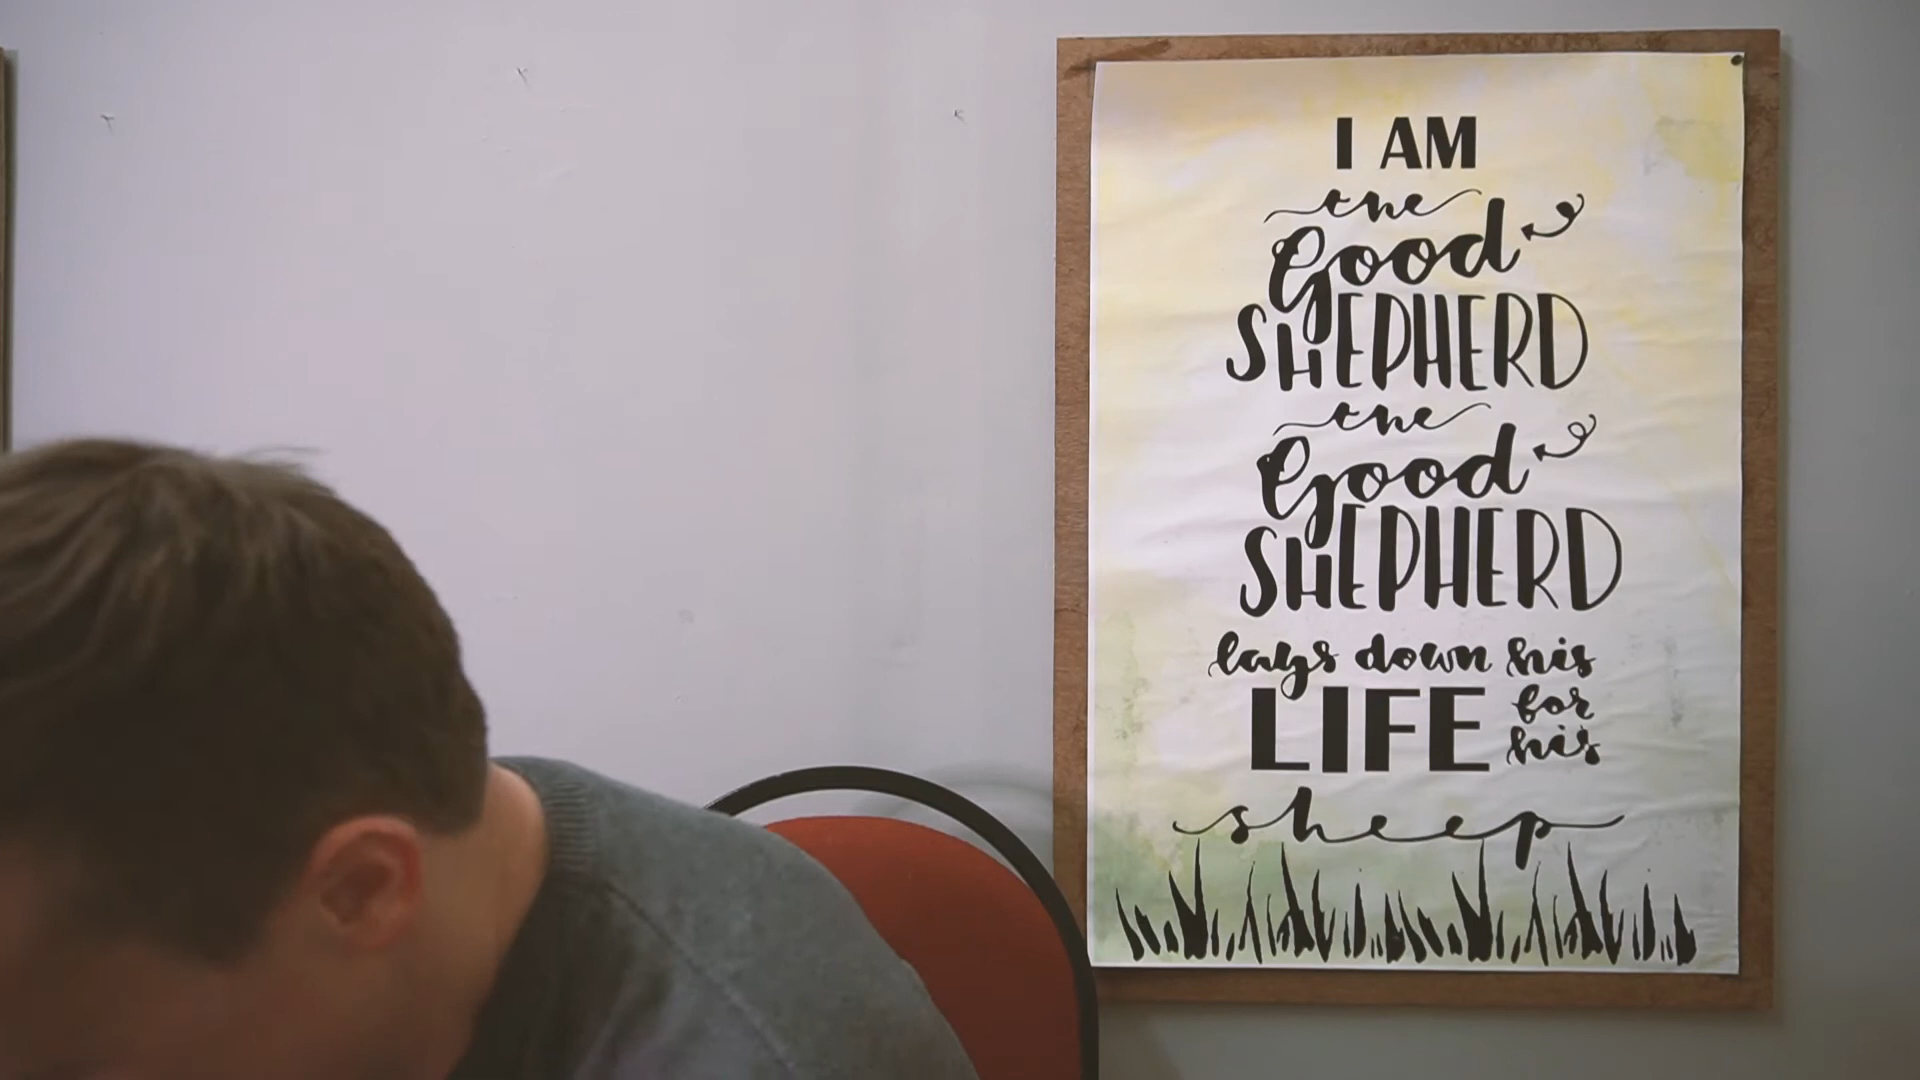 I AM
the
Good
SHEPHERD
the
Good
SHEPHERD
lays down his
LIFE for
his
sheep